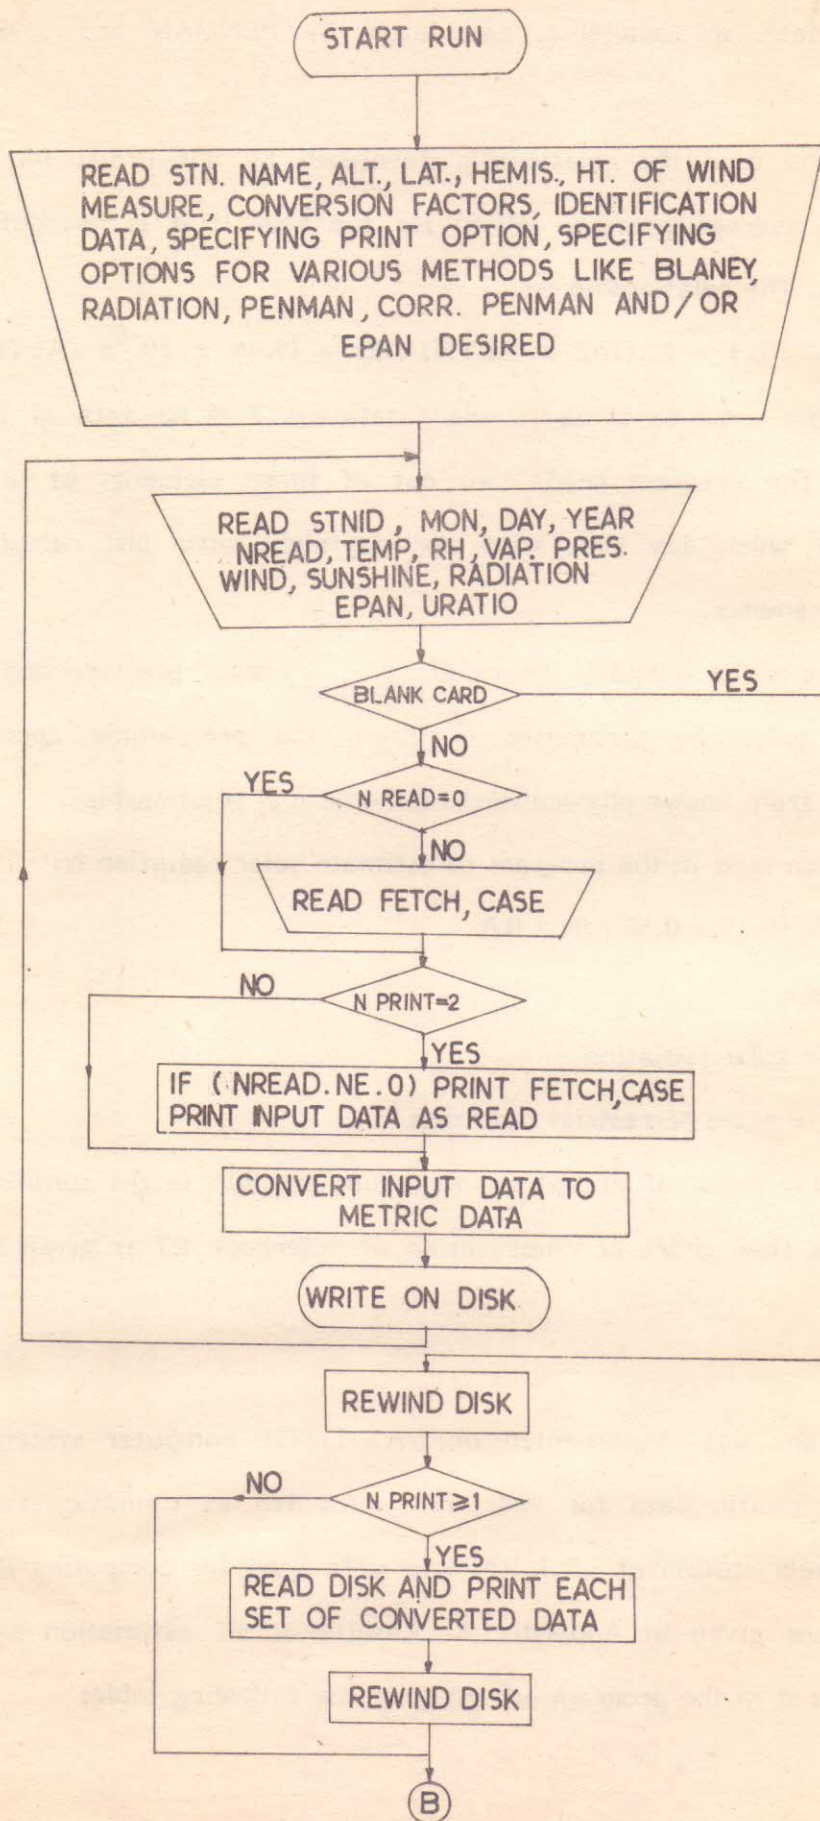 START RUN
READ STN. NAME, ALT., LAT., HEMIS., HT. OF WIND
MEASURE, CONVERSION FACTORS, IDENTIFICATION
DATA, SPECIFYING PRINT OPTION, SPECIFYING
OPTIONS FOR VARIOUS METHODS LIKE BLANEY,
RADIATION, PENMAN, CORR. PENMAN AND/OR
EPAN DESIRED
READ STNID, MON, DAY, YEAR
NREAD, TEMP, RH, VAP. PRES.
WIND, SUNSHINE, RADIATION
EPAN, URATIO
BLANK CARD
YES
NO
YES
N READ=0
NO
READ FETCH, CASE
NO
N PRINT=2
YES
IF (NREAD.NE.0) PRINT FETCH,CASE
PRINT INPUT DATA AS READ
CONVERT INPUT DATA TO
METRIC DATA
WRITE ON DISK
REWIND DISK
NO
N PRINT≥1
YES
READ DISK AND PRINT EACH
SET OF CONVERTED DATA
REWIND DISK
B